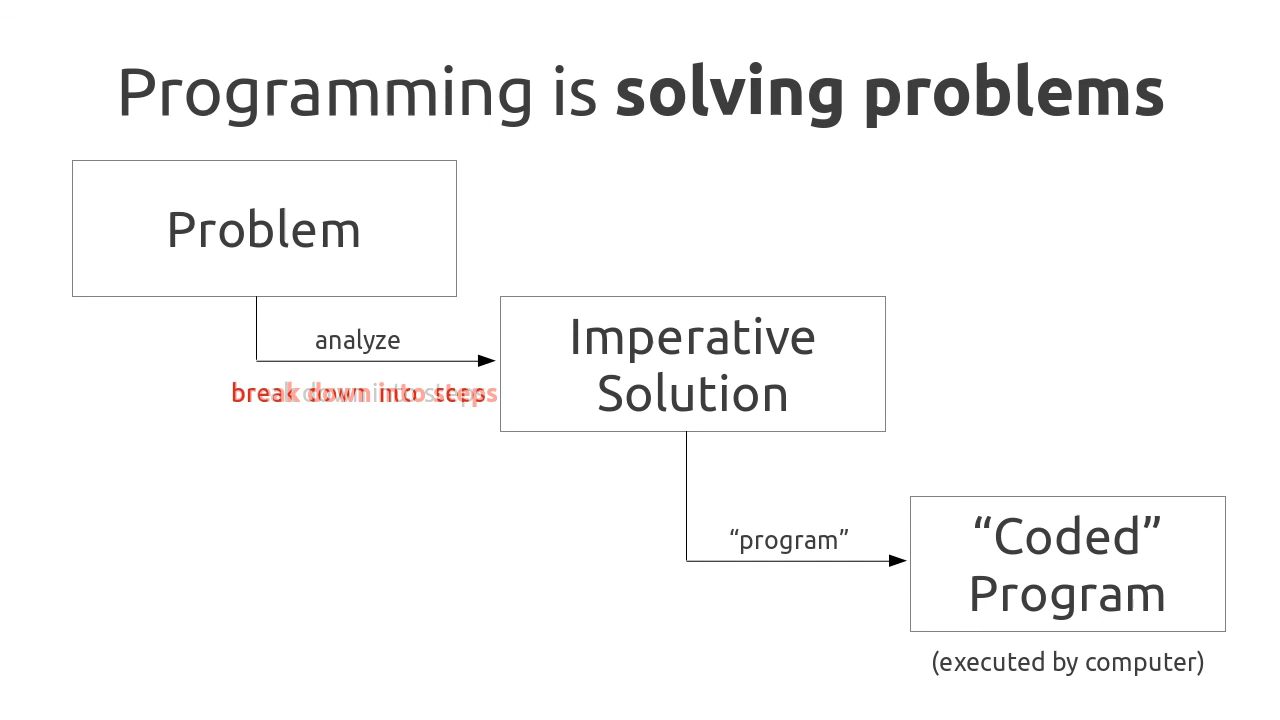 Programming is solving problems
Problem
analyze
break down into steps
Imperative
Solution
“program”
“Coded”
Program
(executed by computer)